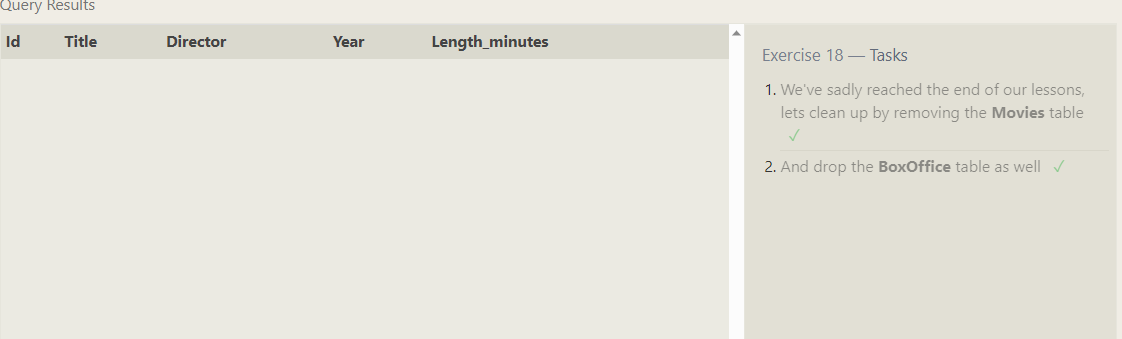 Query Results
Id Title Director Year Length_minutes
Exercise 18 — Tasks
1. We've sadly reached the end of our lessons,
lets clean up by removing the Movies table
✓
2. And drop the BoxOffice table as well ✓